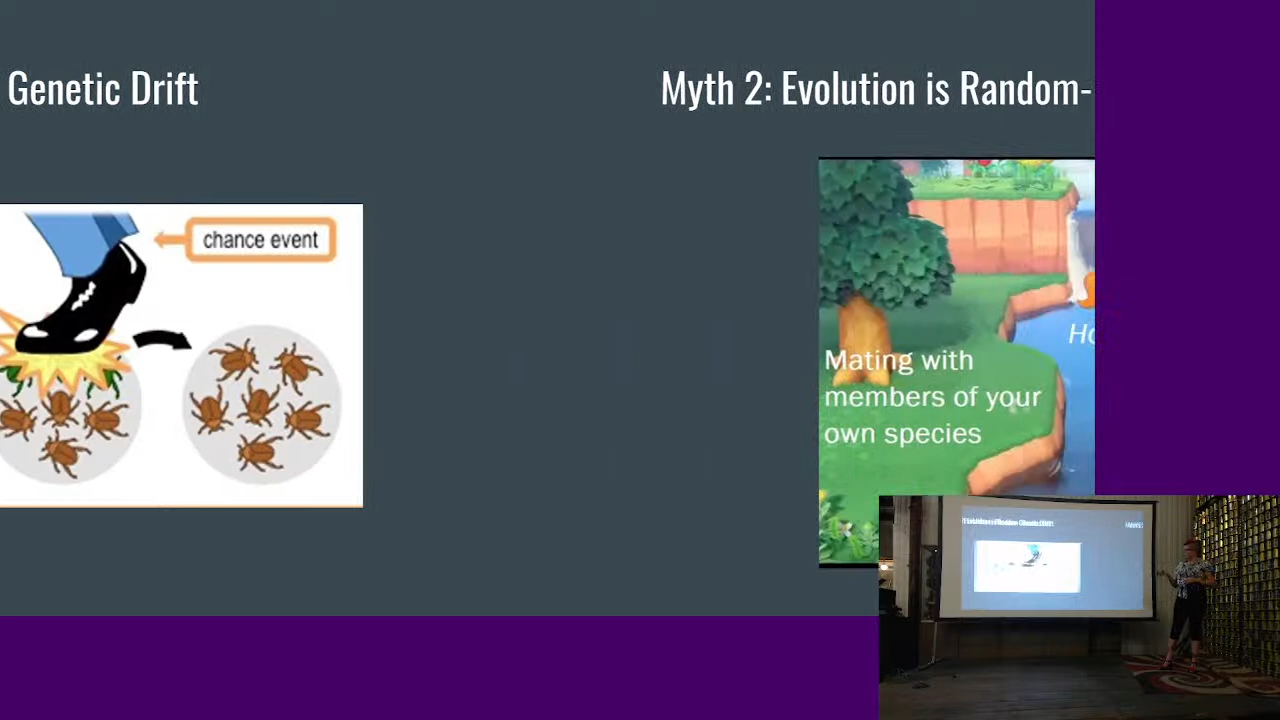 Genetic Drift
Myth 2: Evolution is Random-
chance event
Mating with
members of your
own species